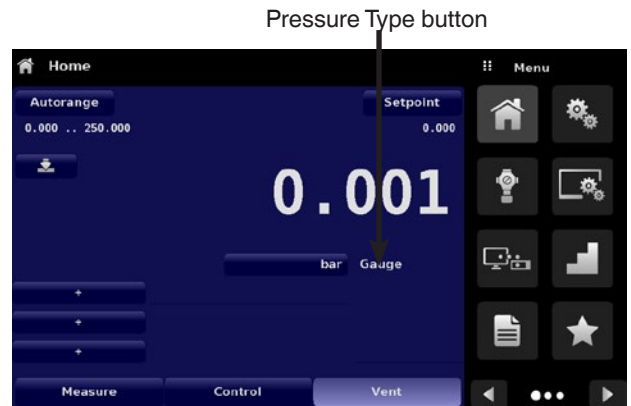 Pressure Type button
Home
Menu
Autorange
Setpoint
0.000 .. 250.000
0.000
0.001
bar
Gauge
+
+
+
Measure
Control
Vent